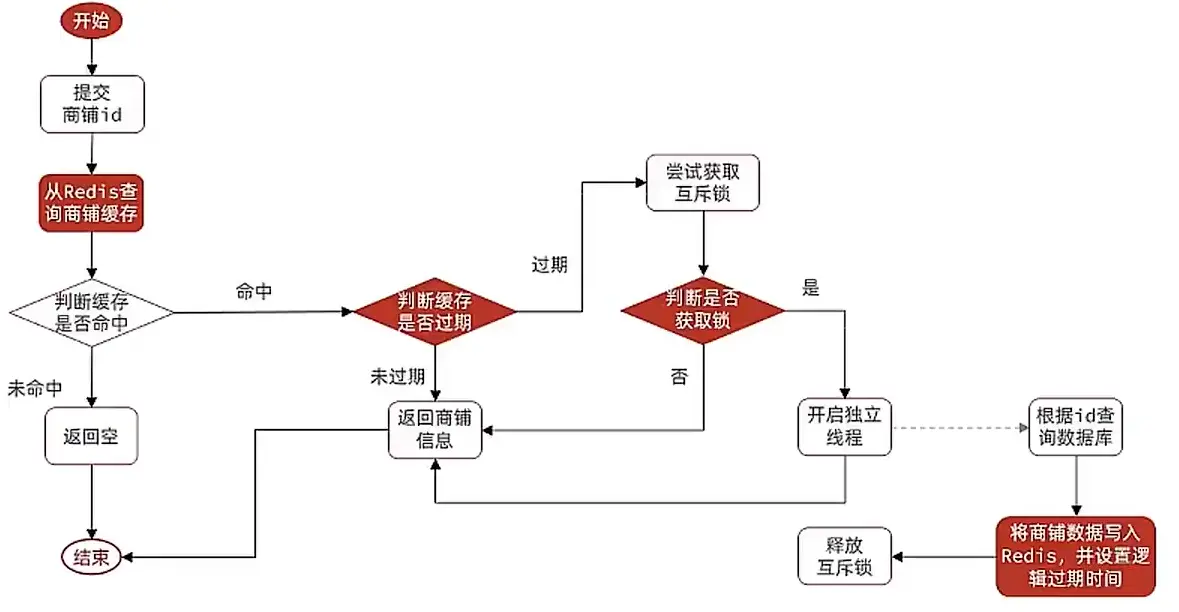 开始
提交
商铺id
从Redis查
询商铺缓存
判断缓存
是否命中
命中
未命中
返回空
结束
判断缓存
是否过期
过期
未过期
返回商铺
信息
尝试获取
互斥锁
判断是否
获取锁
是
否
开启独立
线程
根据id查
询数据库
将商铺数据写入
Redis，并设置逻
辑过期时间
释放
互斥锁